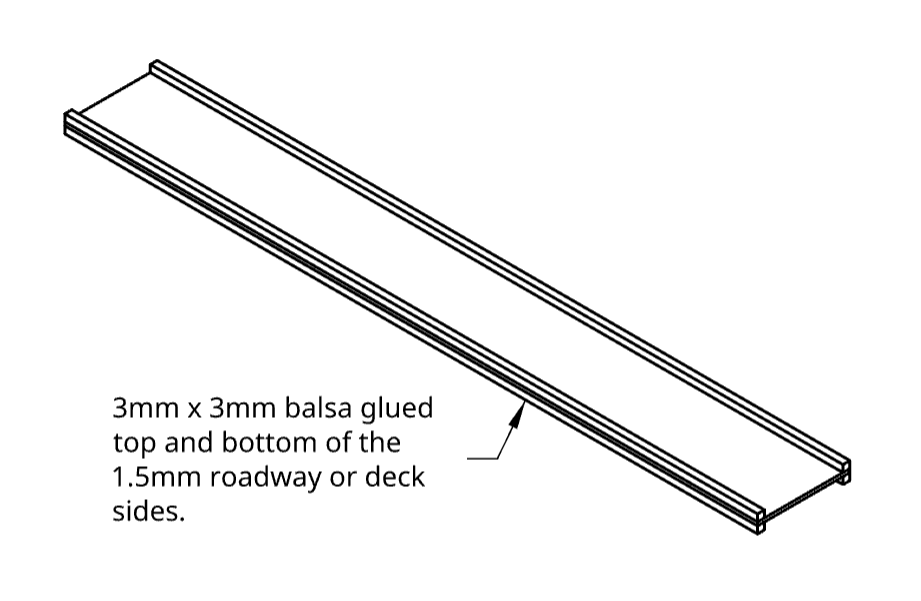 3mm x 3mm balsa glued
top and bottom of the
1.5mm roadway or deck
sides.